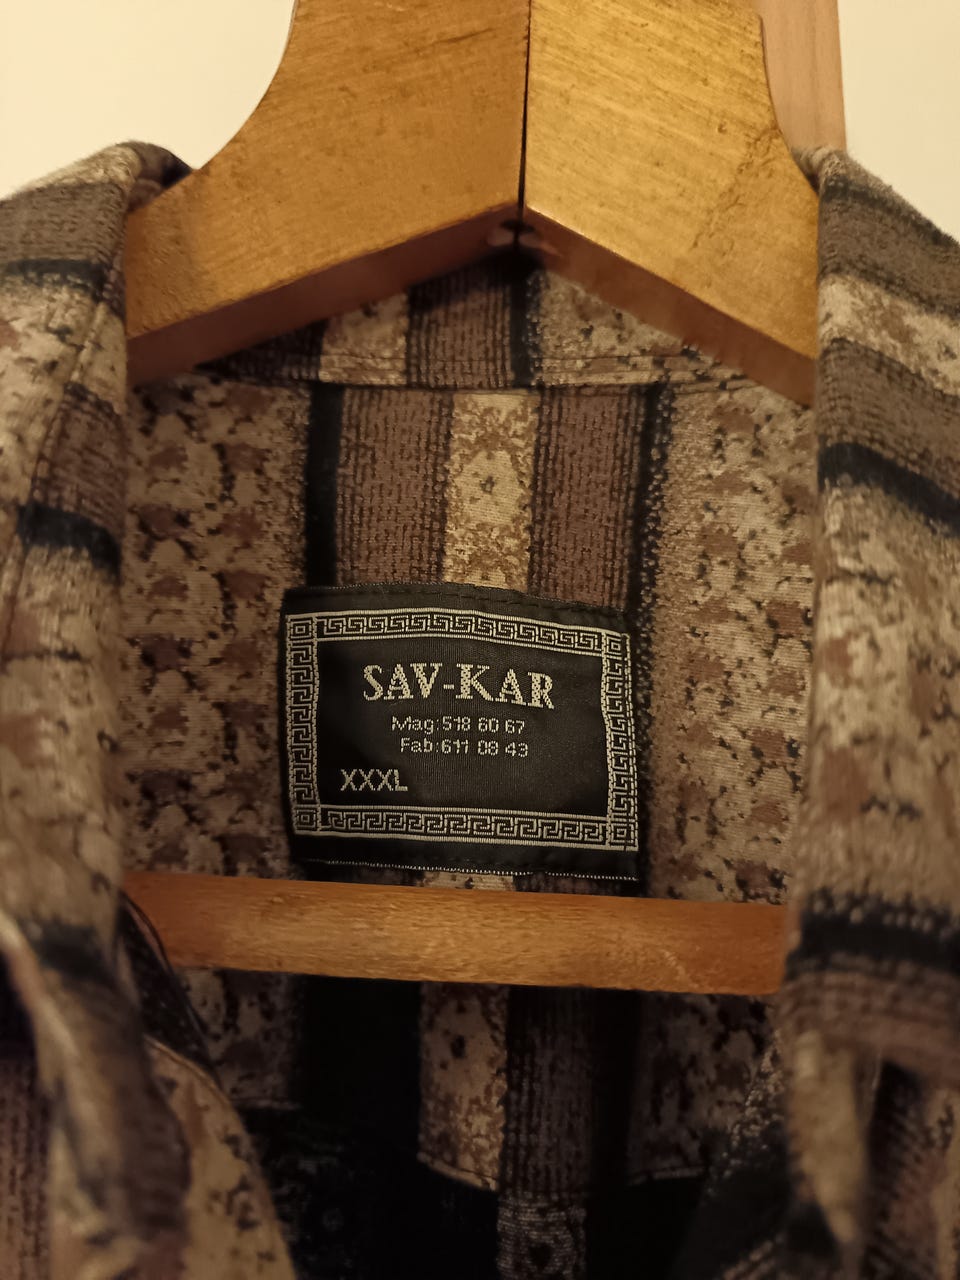 SAV-KAR
Mag:518 60 67
Fab:611 08 43
XXXL